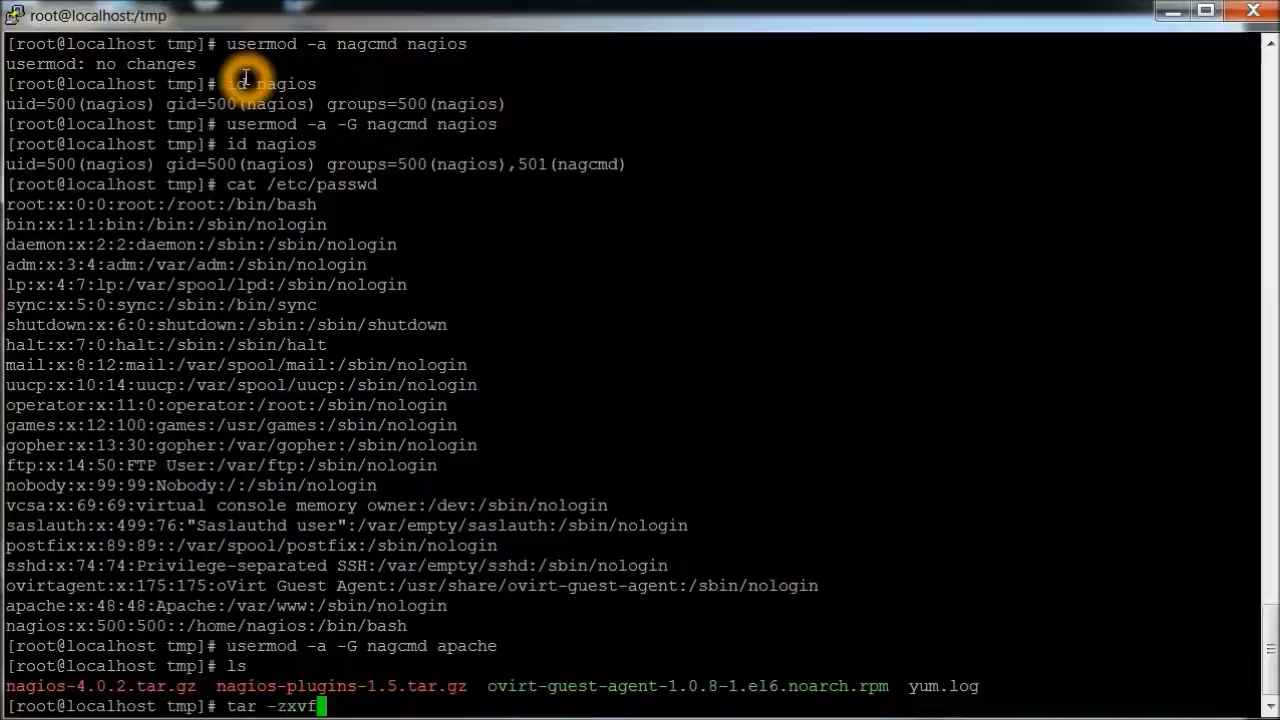 root@localhost:/tmp
[root@localhost tmp]# usermod -a nagcmd nagios
usermod: no changes
[root@localhost tmp]# id nagios
uid=500(nagios) gid=500(nagios) groups=500(nagios)
[root@localhost tmp]# usermod -a -G nagcmd nagios
[root@localhost tmp]# id nagios
uid=500(nagios) gid=500(nagios) groups=500(nagios),501(nagcmd)
[root@localhost tmp]# cat /etc/passwd
root:x:0:0:root:/root:/bin/bash
bin:x:1:1:bin:/bin:/sbin/nologin
daemon:x:2:2:daemon:/sbin:/sbin/nologin
adm:x:3:4:adm:/var/adm:/sbin/nologin
lp:x:4:7:lp:/var/spool/lpd:/sbin/nologin
sync:x:5:0:sync:/sbin:/bin/sync
shutdown:x:6:0:shutdown:/sbin:/sbin/shutdown
halt:x:7:0:halt:/sbin:/sbin/halt
mail:x:8:12:mail:/var/spool/mail:/sbin/nologin
uucp:x:10:14:uucp:/var/spool/uucp:/sbin/nologin
operator:x:11:0:operator:/root:/sbin/nologin
games:x:12:100:games:/usr/games:/sbin/nologin
gopher:x:13:30:gopher:/var/gopher:/sbin/nologin
ftp:x:14:50:FTP User:/var/ftp:/sbin/nologin
nobody:x:99:99:Nobody:/:/sbin/nologin
vcsa:x:69:69:virtual console memory owner:/dev:/sbin/nologin
saslauth:x:499:76:"Saslauthd user":/var/empty/saslauth:/sbin/nologin
postfix:x:89:89::/var/spool/postfix:/sbin/nologin
sshd:x:74:74:Privilege-separated SSH:/var/empty/sshd:/sbin/nologin
ovirtagent:x:175:175:oVirt Guest Agent:/usr/share/ovirt-guest-agent:/sbin/nologin
apache:x:48:48:Apache:/var/www:/sbin/nologin
nagios:x:500:500::/home/nagios:/bin/bash
[root@localhost tmp]# usermod -a -G nagcmd apache
[root@localhost tmp]# ls
nagios-4.0.2.tar.gz nagios-plugins-1.5.tar.gz ovirt-guest-agent-1.0.8-1.el6.noarch.rpm yum.log
[root@localhost tmp]# tar -zxvf